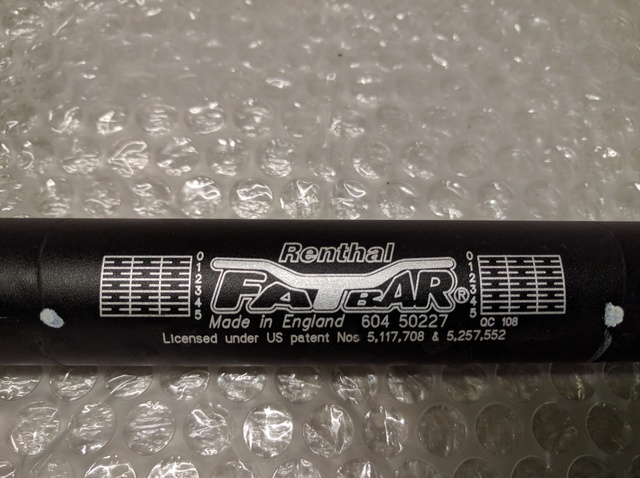 Renthal
FATBAR®
0
1
2
3
4
5
0
1
2
3
4
5
Made in England 604 50227
QC 108
Licensed under US patent Nos 5,117,708 & 5,257,552